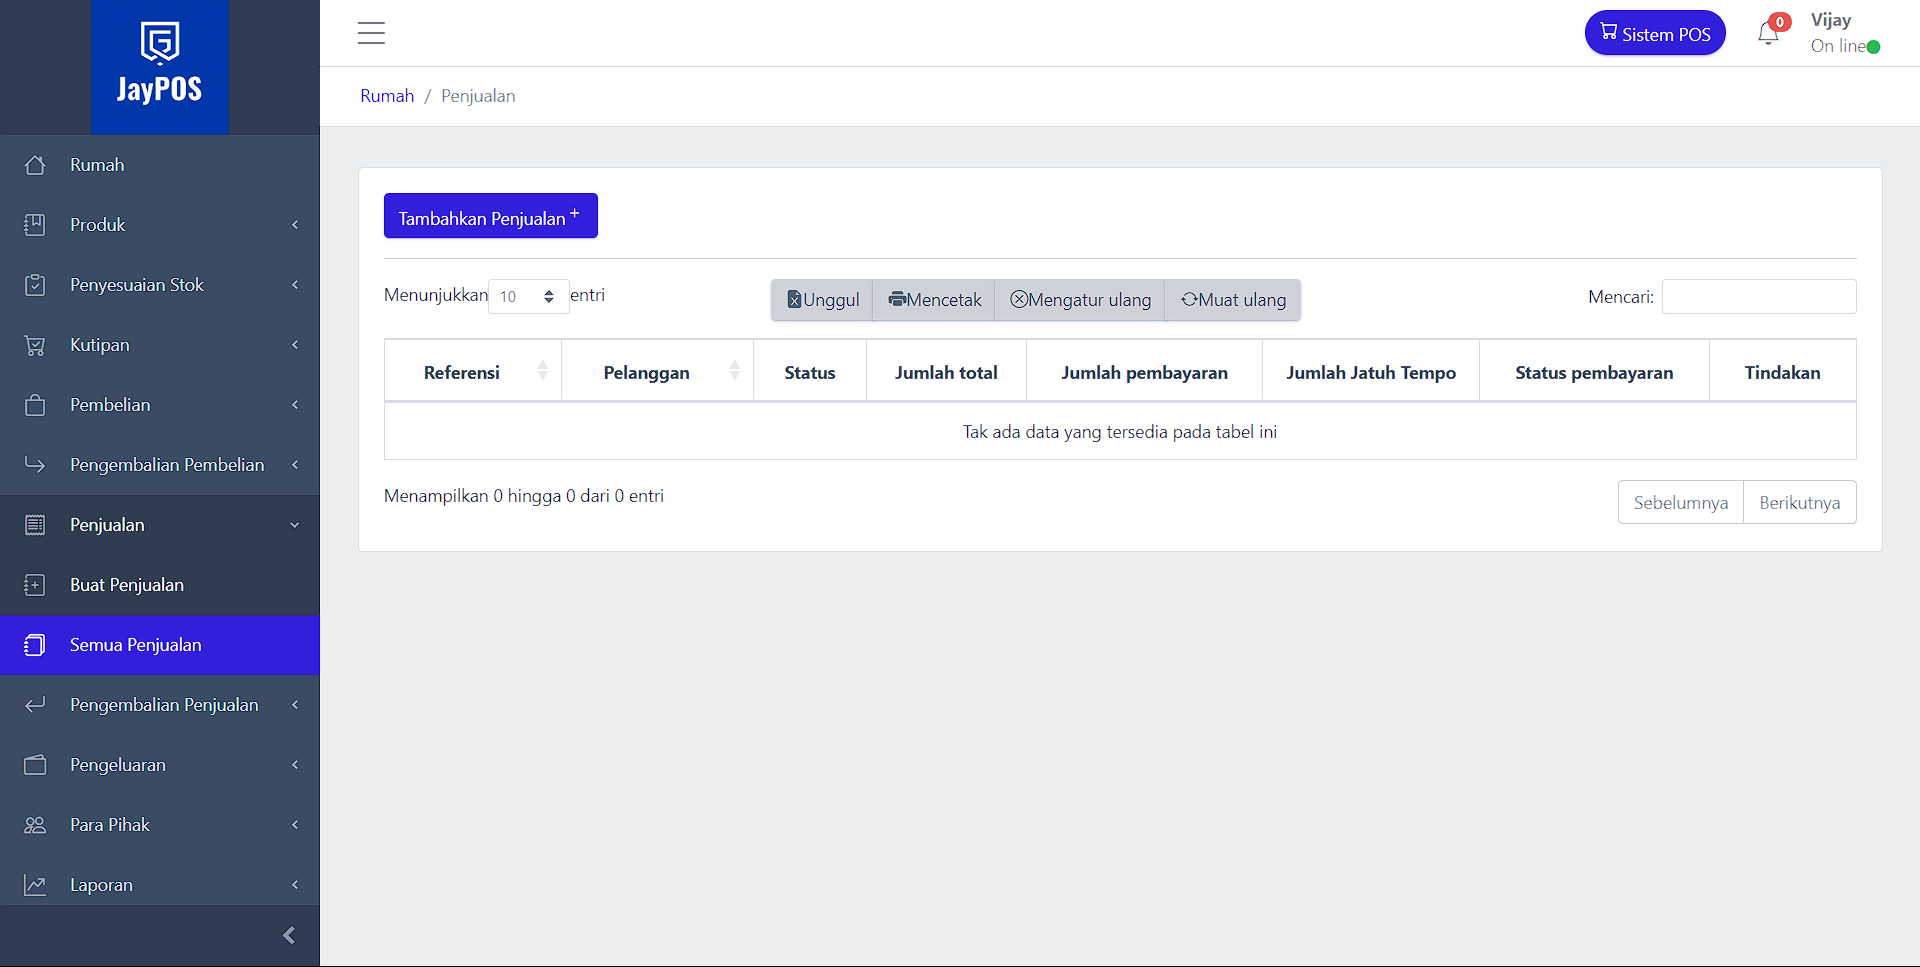 JayPOS
Sistem POS
0
Vijay
On line
Rumah / Penjualan
Rumah
Produk
Penyesuaian Stok
Kutipan
Pembelian
Pengembalian Pembelian
Penjualan
Buat Penjualan
Semua Penjualan
Pengembalian Penjualan
Pengeluaran
Para Pihak
Laporan
Tambahkan Penjualan +
Menunjukkan 10 entri
Unggul Mencetak Mengatur ulang Muat ulang
Mencari:
Referensi Pelanggan Status Jumlah total Jumlah pembayaran Jumlah Jatuh Tempo Status pembayaran Tindakan
Tak ada data yang tersedia pada tabel ini
Menampilkan 0 hingga 0 dari 0 entri
Sebelumnya Berikutnya